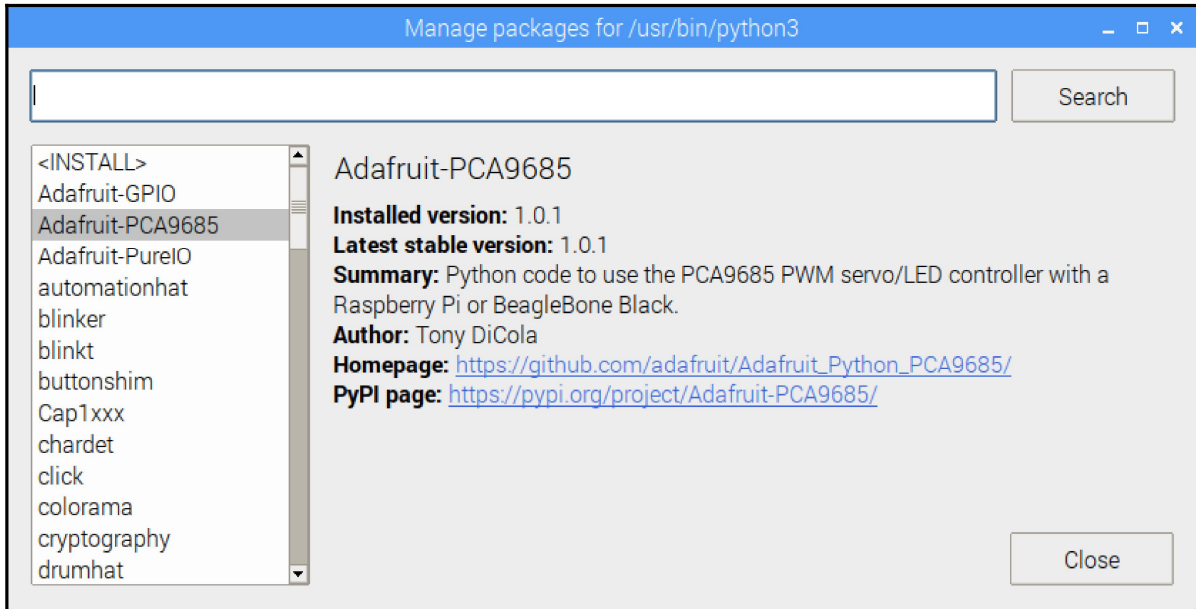 Manage packages for /usr/bin/python3
Search
<INSTALL>
Adafruit-GPIO
Adafruit-PCA9685
Adafruit-PureIO
automationhat
blinker
blinkt
buttonshim
Cap1xxx
chardet
click
colorama
cryptography
drumhat
Adafruit-PCA9685
Installed version: 1.0.1
Latest stable version: 1.0.1
Summary: Python code to use the PCA9685 PWM servo/LED controller with a
Raspberry Pi or BeagleBone Black.
Author: Tony DiCola
Homepage: https://github.com/adafruit/Adafruit_Python_PCA9685/
PyPI page: https://pypi.org/project/Adafruit-PCA9685/
Close